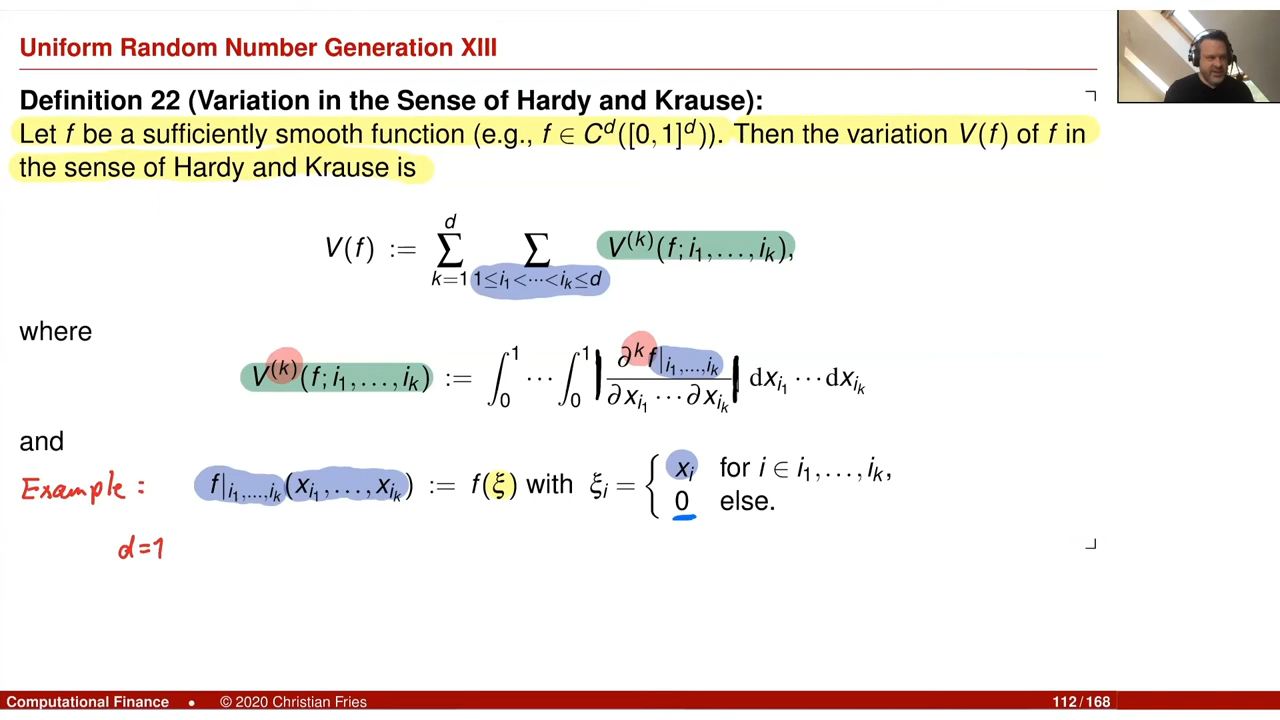 Uniform Random Number Generation XIII
Definition 22 (Variation in the Sense of Hardy and Krause):
Let f be a sufficiently smooth function (e.g., f ∈ C^d([0,1]^d)). Then the variation V(f) of f in
the sense of Hardy and Krause is
V(f) := ∑_{k=1}^{d} ∑_{1≤i_1<⋯<i_k≤d} V^{(k)}(f; i_1,…,i_k),
where
V^{(k)}(f; i_1,…,i_k) := ∫_0^1 ⋯ ∫_0^1 | ∂^k f|_{i_1,…,i_k} / ∂x_{i_1} ⋯ ∂x_{i_k} | dx_{i_1} ⋯ dx_{i_k}
and
Example : f|_{i_1,…,i_k}(x_{i_1},…,x_{i_k}) := f(ξ) with ξ_i = { x_i for i ∈ i_1,…,i_k,
0 else.
d=1
Computational Finance • © 2020 Christian Fries 112/168